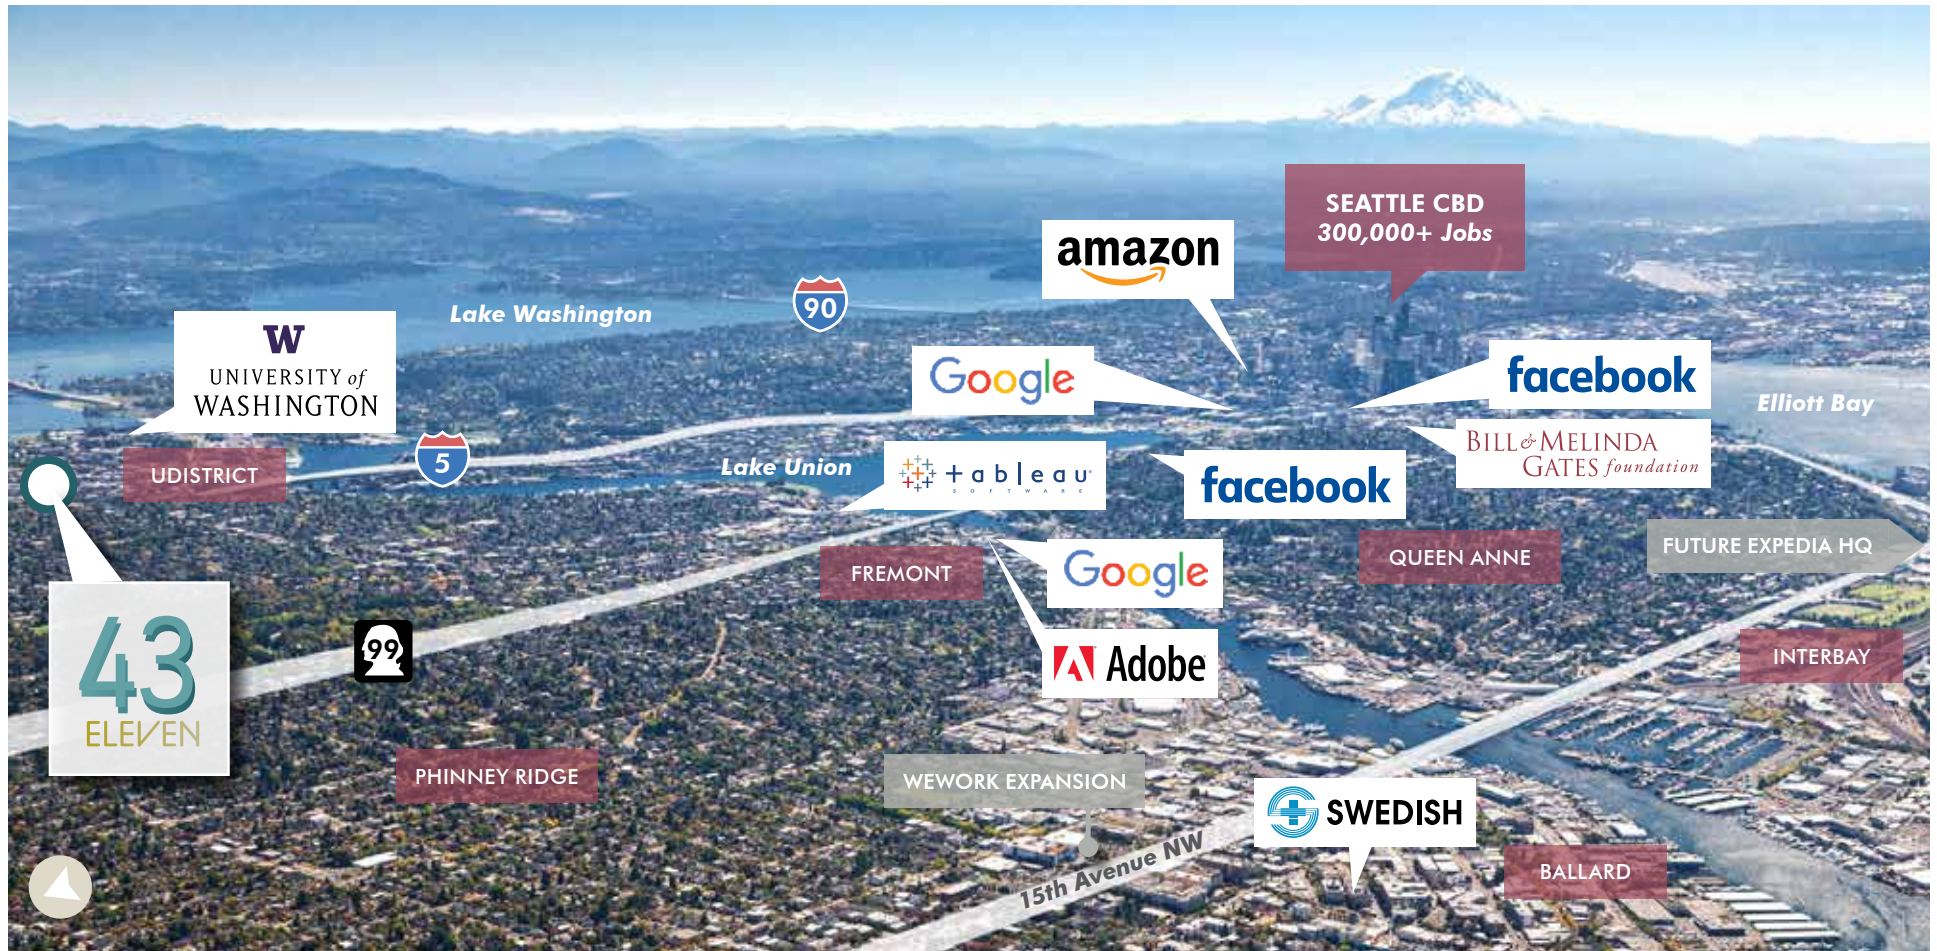 SEATTLE CBD
300,000+ Jobs
amazon
90
Lake Washington
W
UNIVERSITY of
WASHINGTON
Google
facebook
Elliott Bay
BILL & MELINDA
GATES foundation
5
Lake Union
tableau
SOFTWARE
facebook
UDISTRICT
FUTURE EXPEDIA HQ
QUEEN ANNE
FREMONT
Google
43
ELEVEN
99
Adobe
INTERBAY
PHINNEY RIDGE
WEWORK EXPANSION
SWEDISH
15th Avenue NW
BALLARD